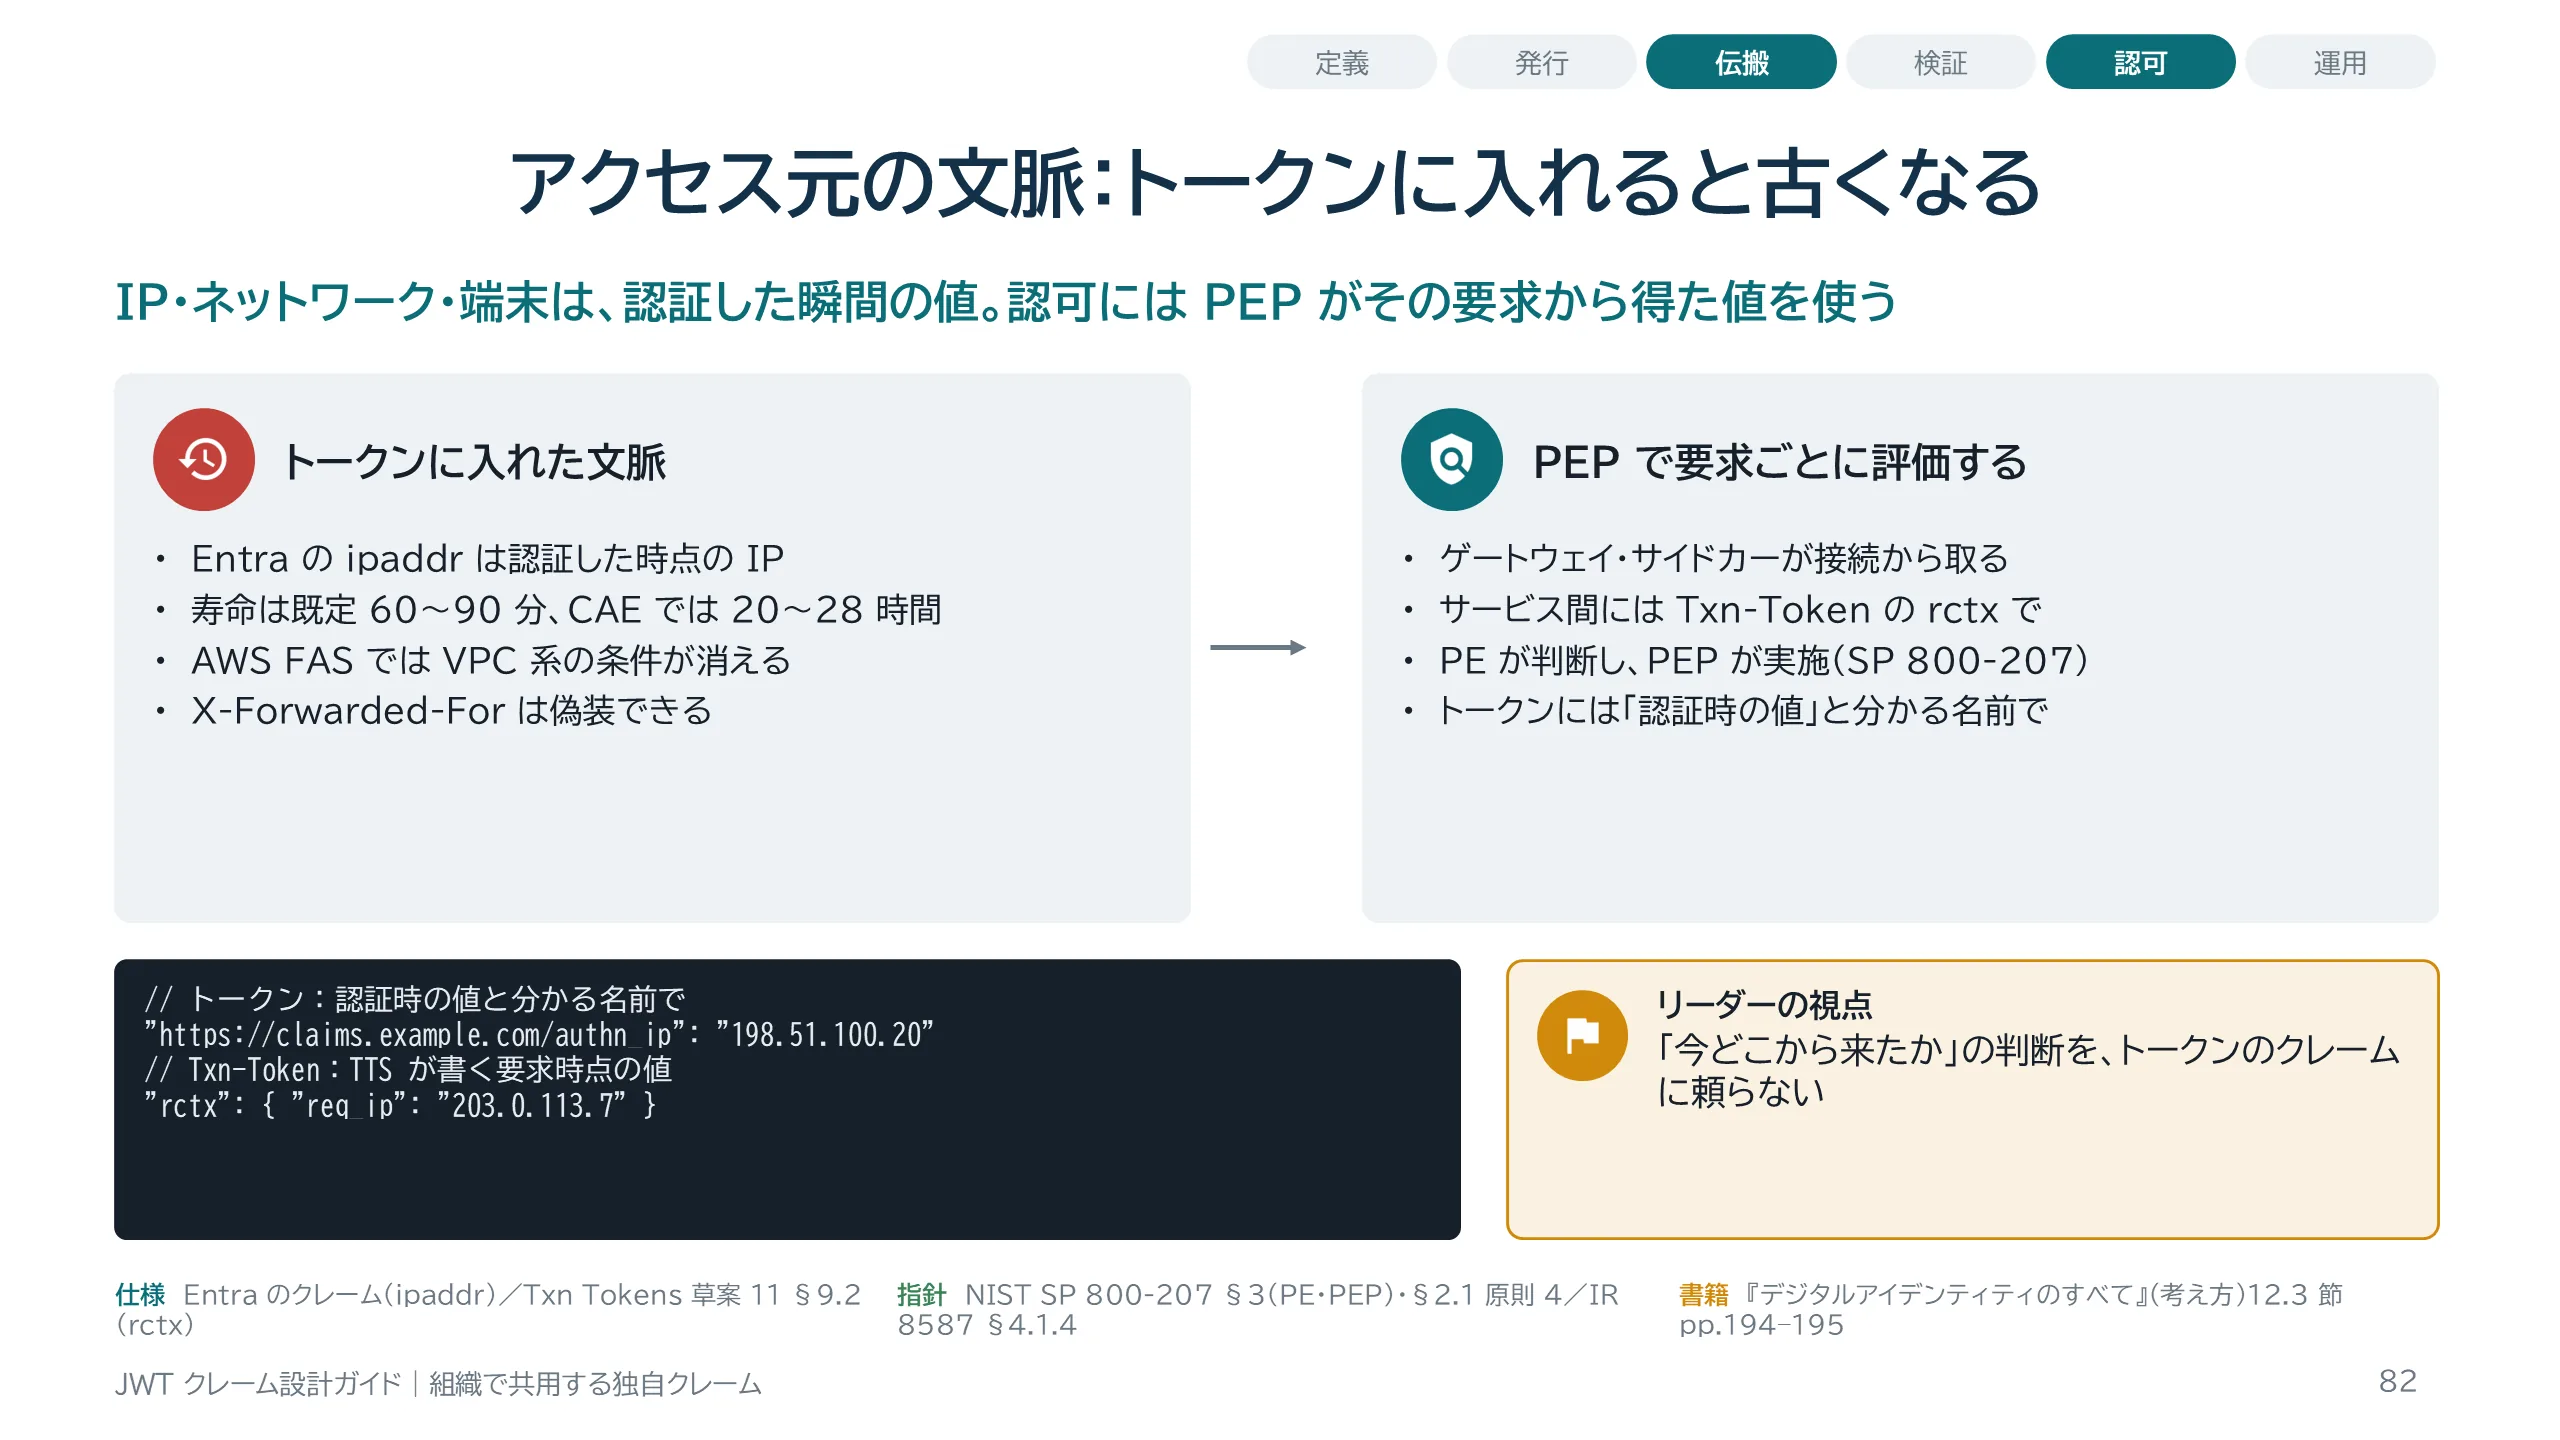 定義 発行 伝搬 検証 認可 運用
アクセス元の文脈：トークンに入れると古くなる
IP・ネットワーク・端末は、認証した瞬間の値。認可には PEP がその要求から得た値を使う
トークンに入れた文脈
・ Entra の ipaddr は認証した時点の IP
・ 寿命は既定 60～90 分、CAE では 20～28 時間
・ AWS FAS では VPC 系の条件が消える
・ X-Forwarded-For は偽装できる
PEP で要求ごとに評価する
・ ゲートウェイ・サイドカーが接続から取る
・ サービス間には Txn-Token の rctx で
・ PE が判断し、PEP が実施（SP 800-207）
・ トークンには「認証時の値」と分かる名前で
// トークン：認証時の値と分かる名前で
"https://claims.example.com/authn_ip": "198.51.100.20"
// Txn-Token：TTS が書く要求時点の値
"rctx": { "req_ip": "203.0.113.7" }
リーダーの視点
「今どこから来たか」の判断を、トークンのクレーム
に頼らない
仕様 Entra のクレーム（ipaddr）／Txn Tokens 草案 11 §9.2
（rctx）
指針 NIST SP 800-207 §3（PE・PEP）・§2.1 原則 4／IR
8587 §4.1.4
書籍 『デジタルアイデンティティのすべて』（考え方）12.3 節
pp.194–195
JWT クレーム設計ガイド｜組織で共用する独自クレーム
82